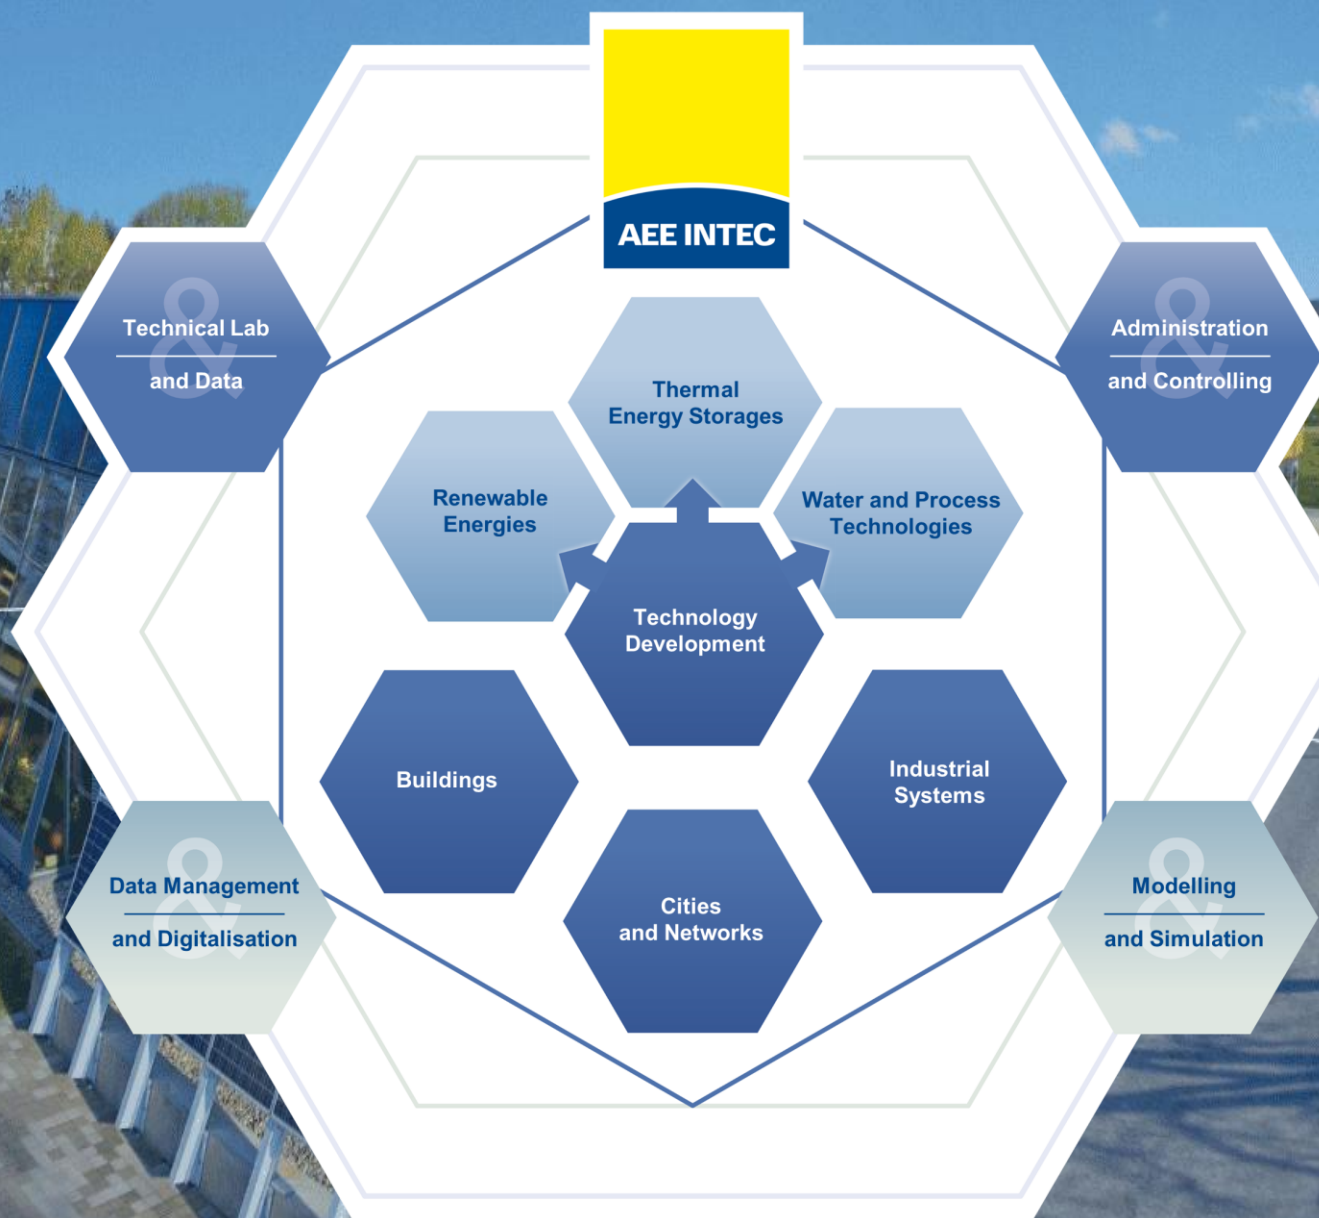 AEE INTEC
&
Technical Lab
and Data
&
Administration
and Controlling
Thermal
Energy Storages
Renewable
Energies
Water and Process
Technologies
Technology
Development
Buildings
Industrial
Systems
Cities
and Networks
&
Data Management
and Digitalisation
&
Modelling
and Simulation